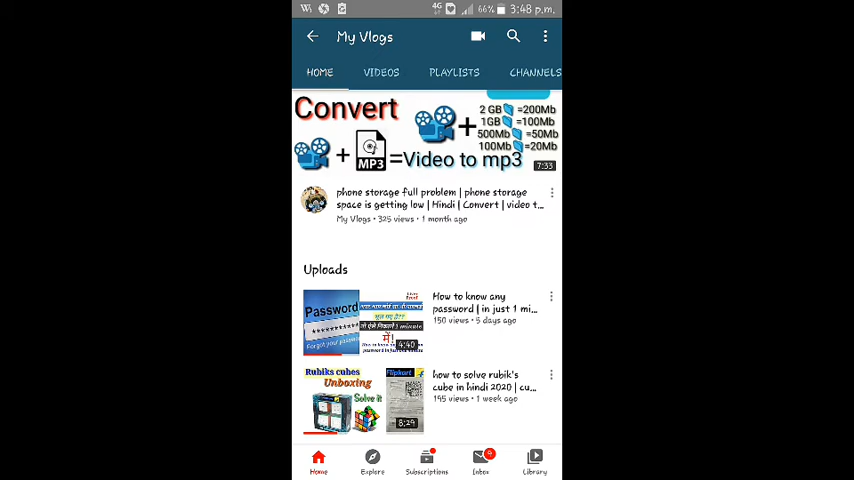 4G 66% 3:48 p.m.
My Vlogs
HOME VIDEOS PLAYLISTS CHANNELS
Convert
2 GB =200Mb
1GB =100Mb
500Mb =50Mb
100Mb =20Mb
+ MP3 =Video to mp3
+
7:33
phone storage full problem | phone storage
space is getting low | Hindi | Convert | video t...
My Vlogs • 325 views • 1 month ago
Uploads
Password
**********
4:40
में!
How to know any
password | in just 1 mi...
150 views • 5 days ago
Rubiks cubes
Unboxing
Solve it
Flipkart
8:29
how to solve rubik's
cube in hindi 2020 | cu...
195 views • 1 week ago
Home Explore Subscriptions Inbox Library